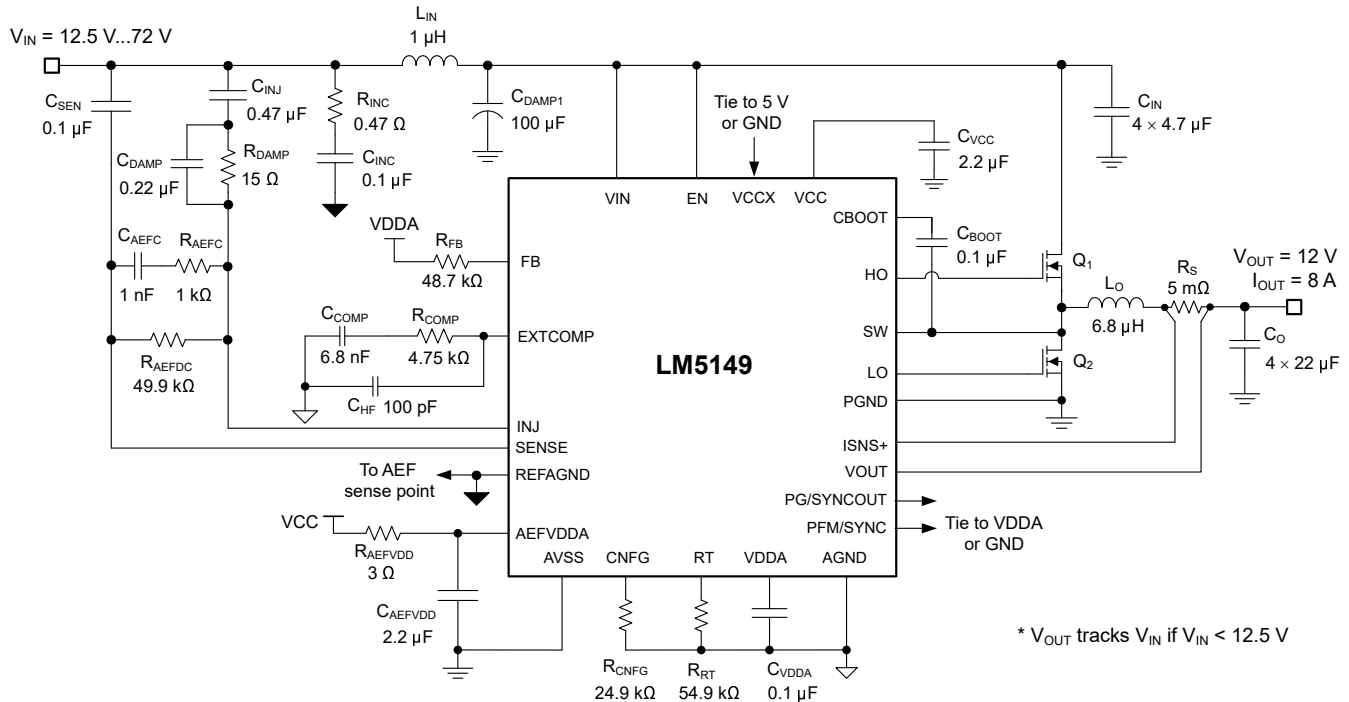 L_IN
1 µH
V_IN = 12.5 V...72 V
C_SEN
0.1 µF
C_INJ
0.47 µF
R_INC
0.47 Ω
C_DAMP1
100 µF
Tie to 5 V
or GND
C_IN
4 × 4.7 µF
C_DAMP
0.22 µF
R_DAMP
15 Ω
C_INC
0.1 µF
C_VCC
2.2 µF
VIN
EN
VCCX
VCC
VDDA
R_FB
48.7 kΩ
FB
CBOOT
C_BOOT
0.1 µF
C_AEFC
1 nF
R_AEFC
1 kΩ
HO
Q_1
R_S
5 mΩ
V_OUT = 12 V
I_OUT = 8 A
C_COMP
6.8 nF
R_COMP
4.75 kΩ
EXTCOMP
SW
L_O
6.8 µH
C_O
4 × 22 µF
R_AEFDC
49.9 kΩ
LM5149
LO
Q_2
C_HF 100 pF
PGND
INJ
SENSE
ISNS+
To AEF
sense point
REFAGND
VOUT
PG/SYNCOUT
VCC
R_AEFVDD
3 Ω
AEFVDDA
PFM/SYNC
Tie to VDDA
or GND
AVSS
CNFG
RT
VDDA
AGND
C_AEFVDD
2.2 µF
R_CNFG
24.9 kΩ
R_RT
54.9 kΩ
C_VDDA
0.1 µF
* V_OUT tracks V_IN if V_IN < 12.5 V